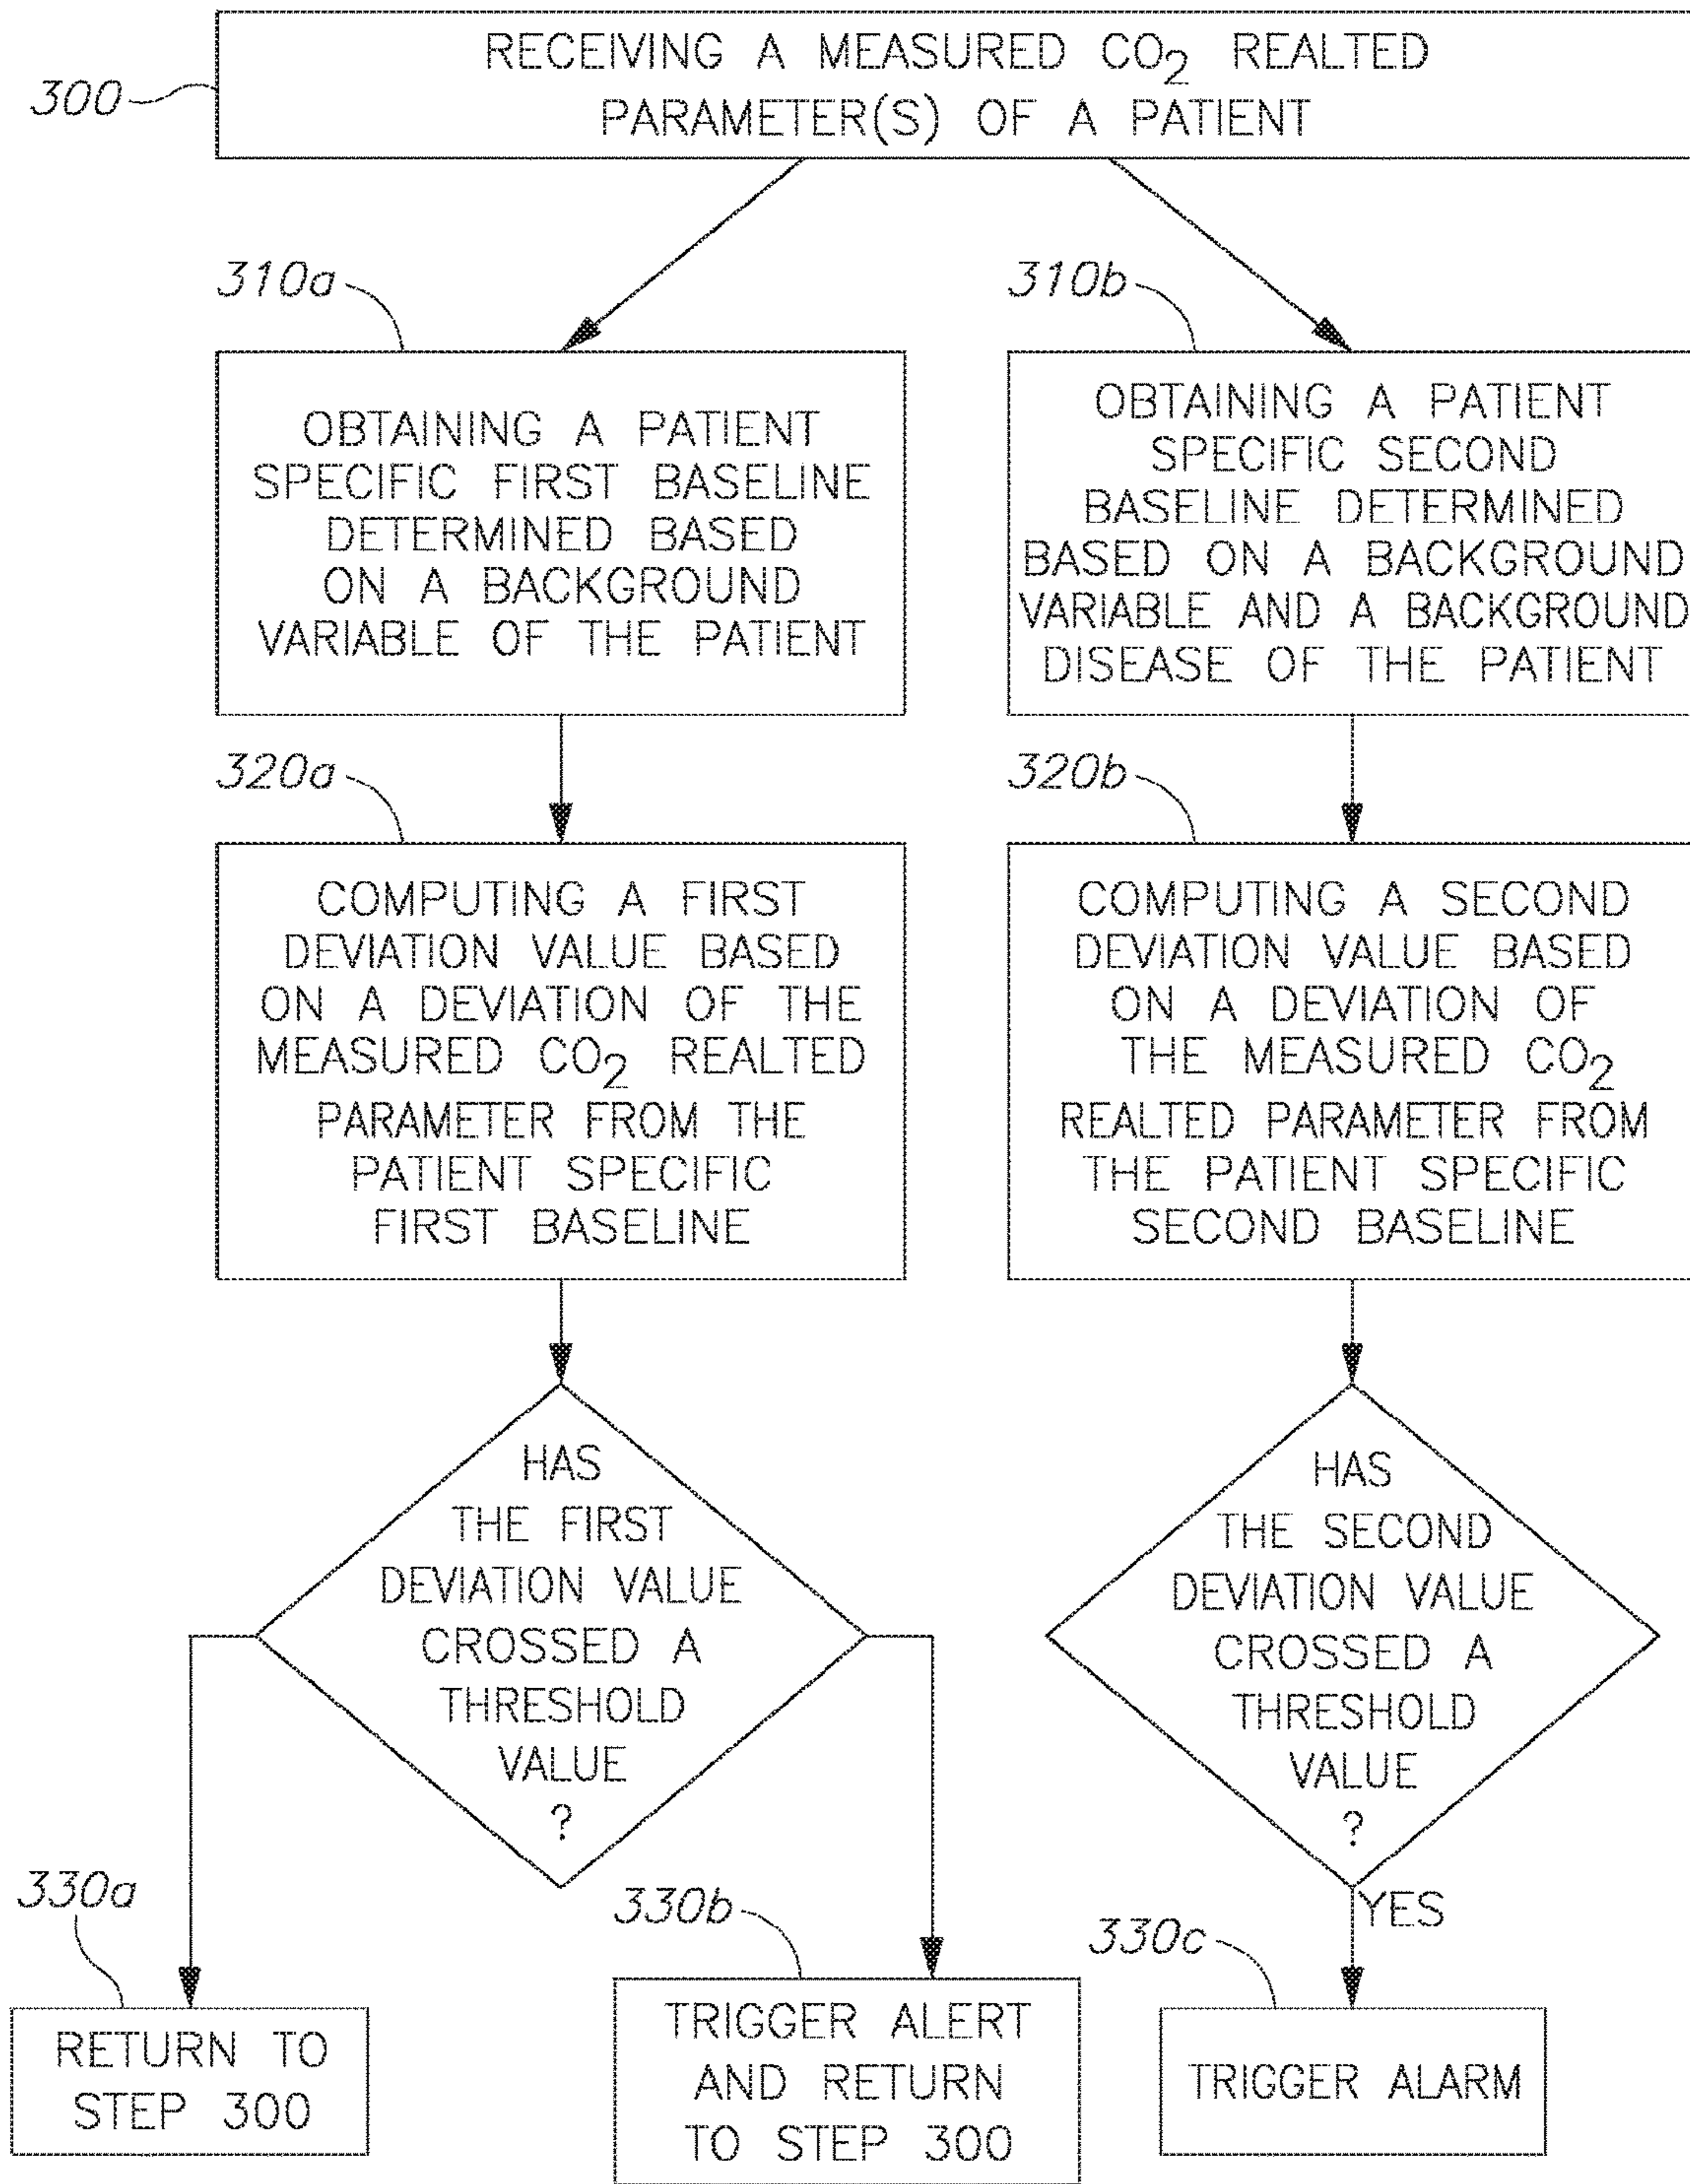 RECEIVING A MEASURED CO₂ REALTED
PARAMETER(S) OF A PATIENT
300
310a
OBTAINING A PATIENT
SPECIFIC FIRST BASELINE
DETERMINED BASED
ON A BACKGROUND
VARIABLE OF THE PATIENT
310b
OBTAINING A PATIENT
SPECIFIC SECOND
BASELINE DETERMINED
BASED ON A BACKGROUND
VARIABLE AND A BACKGROUND
DISEASE OF THE PATIENT
320a
COMPUTING A FIRST
DEVIATION VALUE BASED
ON A DEVIATION OF THE
MEASURED CO₂ REALTED
PARAMETER FROM THE
PATIENT SPECIFIC
FIRST BASELINE
320b
COMPUTING A SECOND
DEVIATION VALUE BASED
ON A DEVIATION OF
THE MEASURED CO₂
REALTED PARAMETER FROM
THE PATIENT SPECIFIC
SECOND BASELINE
HAS
THE FIRST
DEVIATION VALUE
CROSSED A
THRESHOLD
VALUE
?
HAS
THE SECOND
DEVIATION VALUE
CROSSED A
THRESHOLD
VALUE
?
YES
330a
RETURN TO
STEP 300
330b
TRIGGER ALERT
AND RETURN
TO STEP 300
330c
TRIGGER ALARM